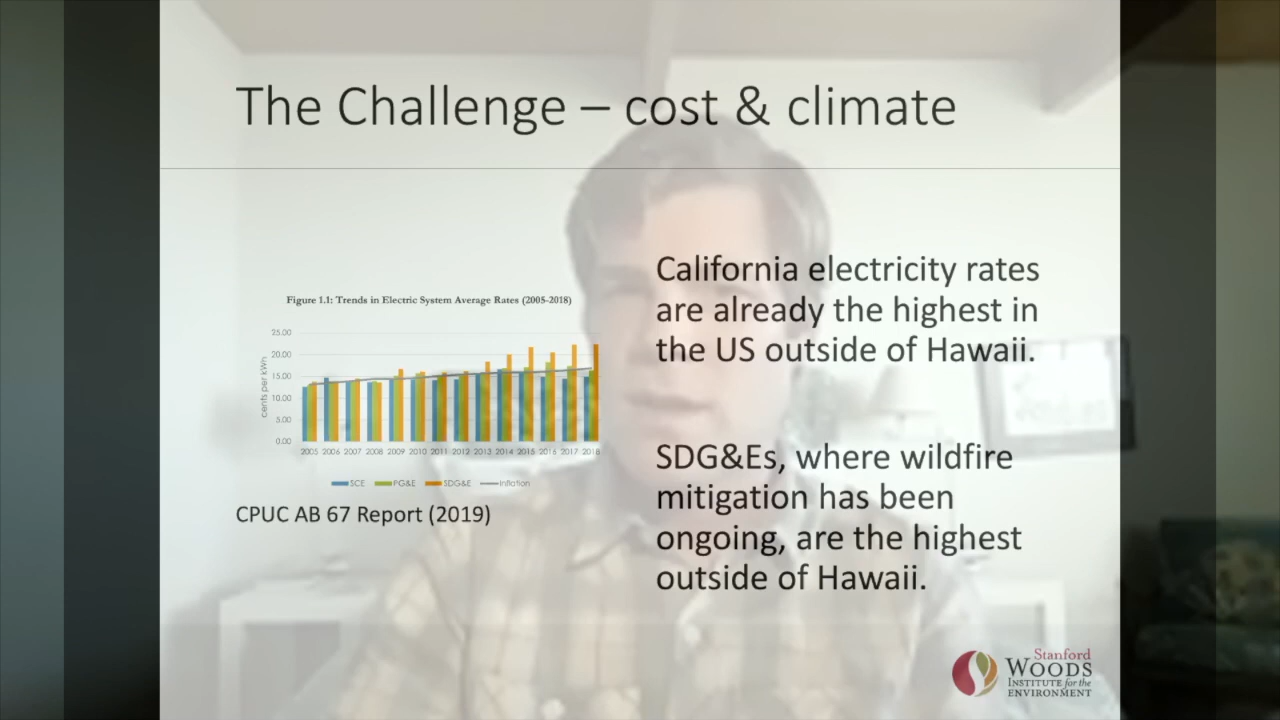 The Challenge – cost & climate
Figure 1.1: Trends in Electric System Average Rates (2005-2018)
cents per kWh
25.00
20.00
15.00
10.00
5.00
0.00
2005 2006 2007 2008 2009 2010 2011 2012 2013 2014 2015 2016 2017 2018
SCE PG&E SDG&E Inflation
CPUC AB 67 Report (2019)
California electricity rates
are already the highest in
the US outside of Hawaii.
SDG&Es, where wildfire
mitigation has been
ongoing, are the highest
outside of Hawaii.
Stanford
WOODS
INSTITUTE for the
ENVIRONMENT